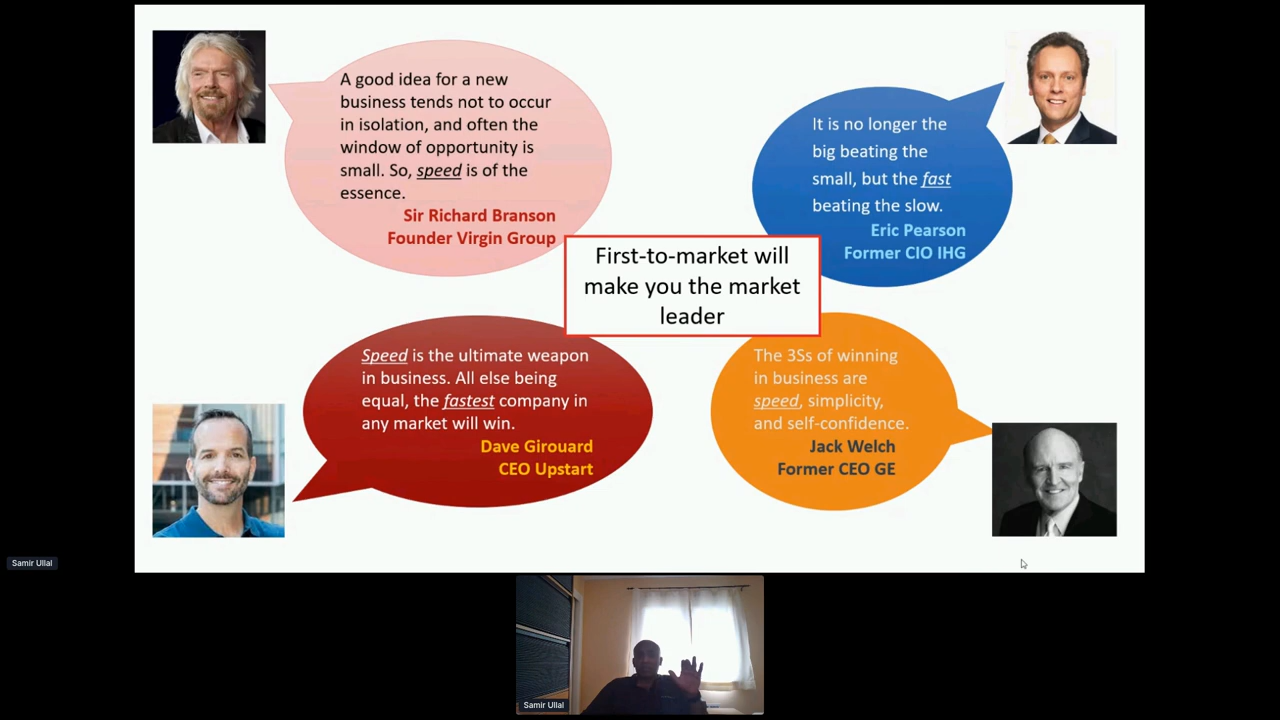 A good idea for a new
business tends not to occur
in isolation, and often the
window of opportunity is
small. So, speed is of the
essence.
Sir Richard Branson
Founder Virgin Group
It is no longer the
big beating the
small, but the fast
beating the slow.
Eric Pearson
Former CIO IHG
First-to-market will
make you the market
leader
Speed is the ultimate weapon
in business. All else being
equal, the fastest company in
any market will win.
Dave Girouard
CEO Upstart
The 3Ss of winning
in business are
speed, simplicity,
and self-confidence.
Jack Welch
Former CEO GE
Samir Ullal
Samir Ullal